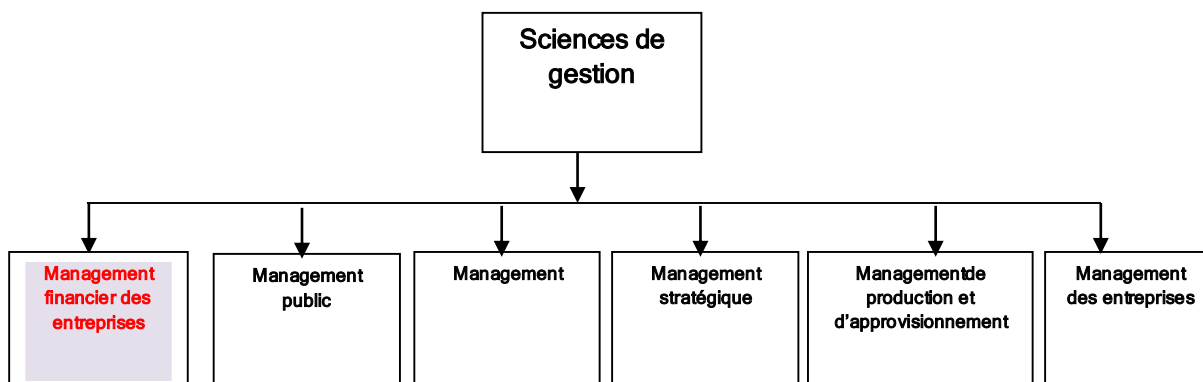 Sciences de
gestion
Management
financier des
entreprises
Management
public
Management
Management
stratégique
Managementde
production et
d'approvisionnement
Management
des entreprises